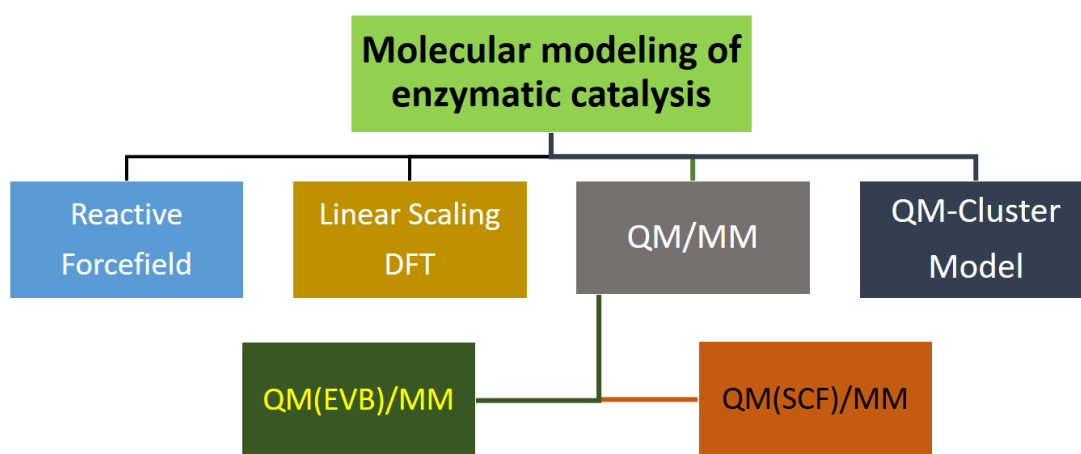 Molecular modeling of
enzymatic catalysis
Reactive
Forcefield
Linear Scaling
DFT
QM/MM
QM-Cluster
Model
QM(EVB)/MM
QM(SCF)/MM